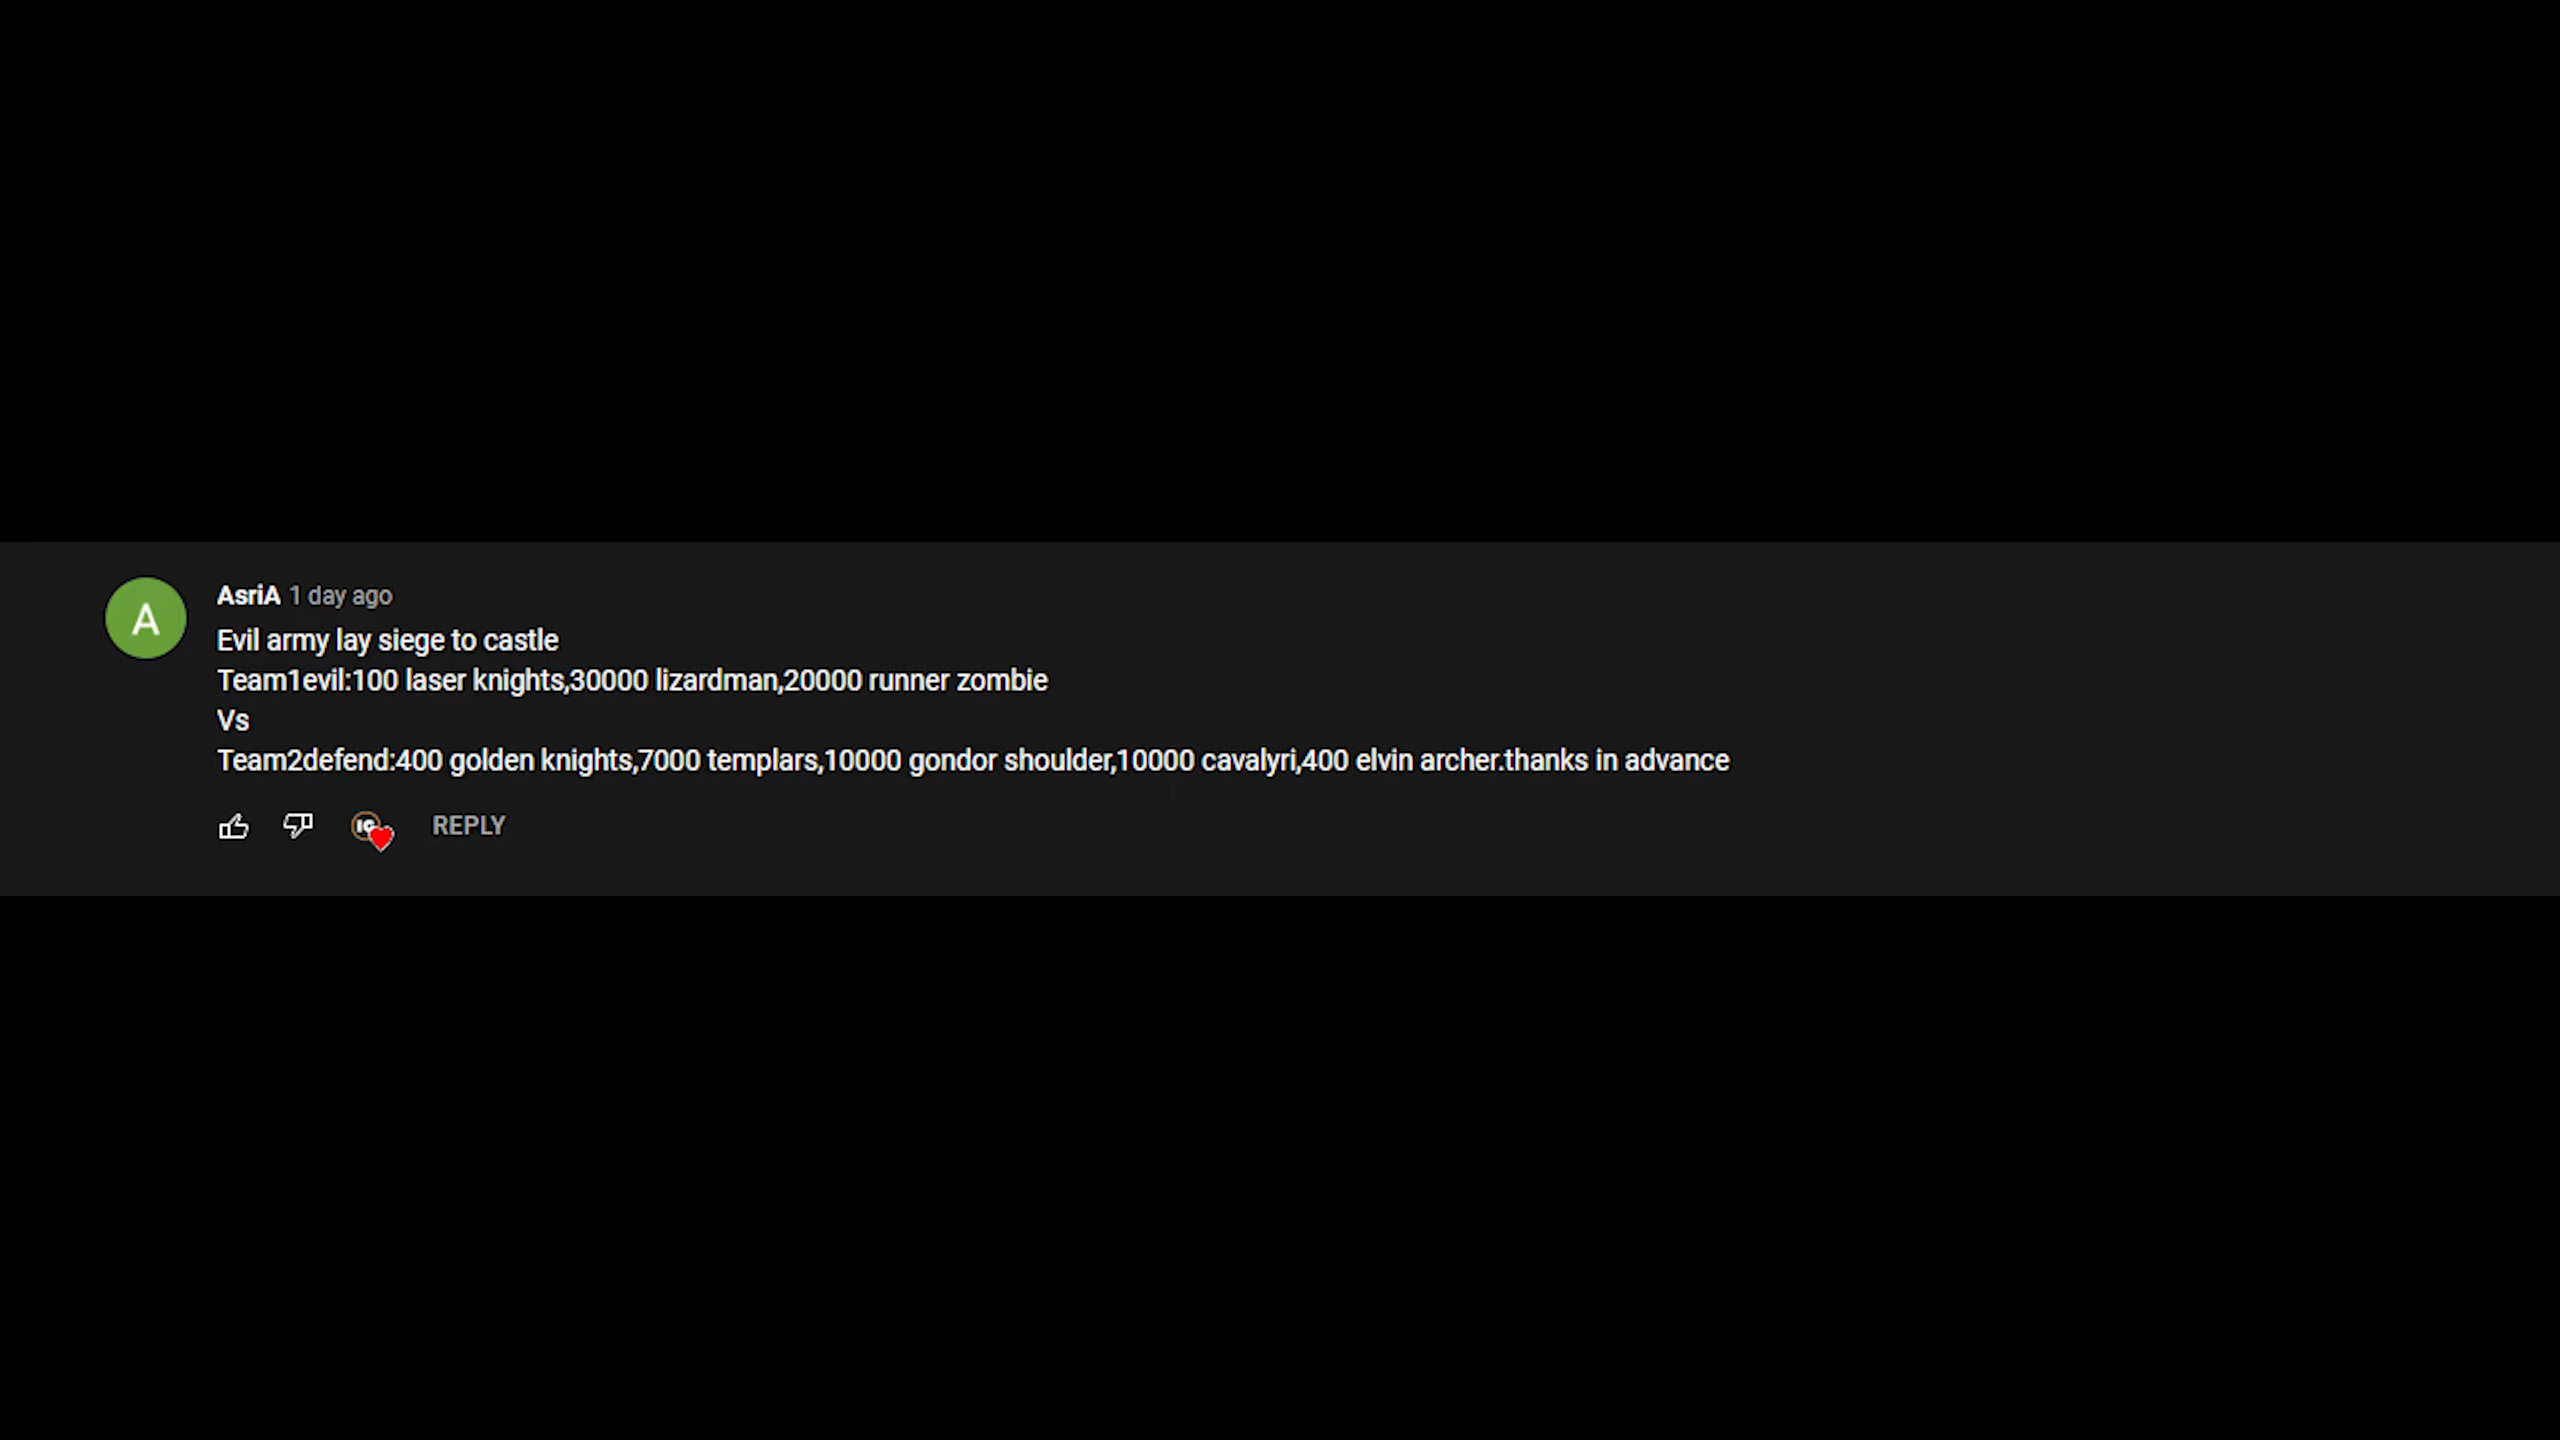 A
AsriA 1 day ago
Evil army lay siege to castle
Team1evil:100 laser knights,30000 lizardman,20000 runner zombie
Vs
Team2defend:400 golden knights,7000 templars,10000 gondor shoulder,10000 cavalyri,400 elvin archer.thanks in advance
REPLY